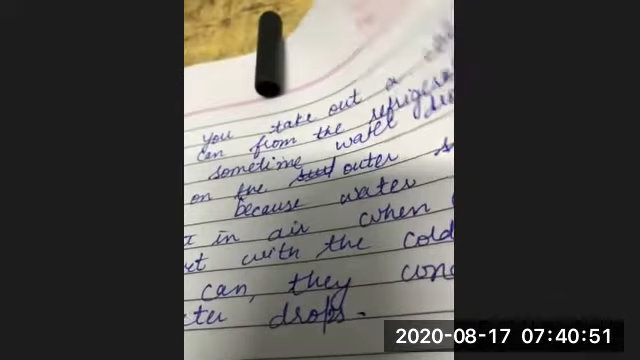 you take out a
can from the
sometime water
on the outer
because water
in air when
with the cold
can, they
drops.
2020-08-17 07:40:51